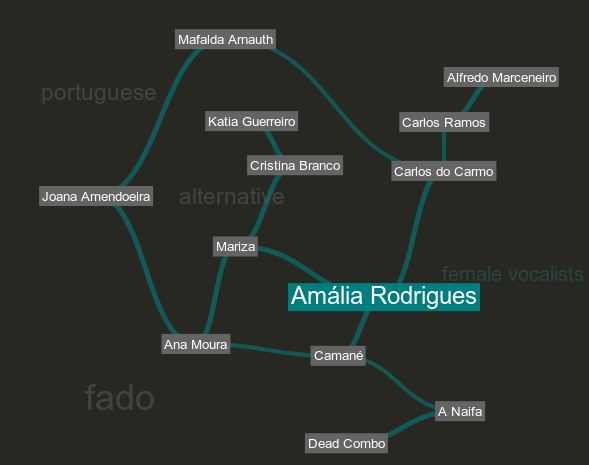 Mafalda Arnauth
Alfredo Marceneiro
portuguese
Katia Guerreiro
Carlos Ramos
Cristina Branco
Carlos do Carmo
Joana Amendoeira
alternative
Mariza
female vocalists
Amália Rodrigues
Ana Moura
Camané
fado
A Naifa
Dead Combo